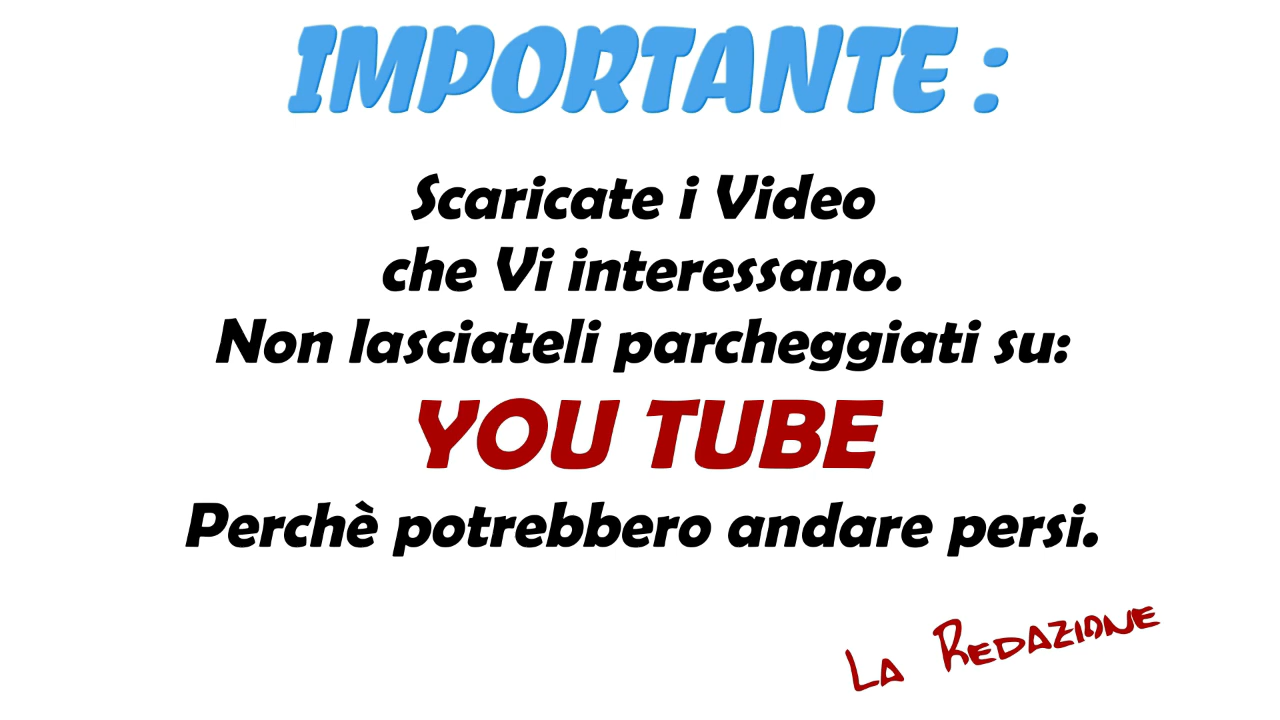 IMPORTANTE :
Scaricate i Video
che Vi interessano.
Non lasciateli parcheggiati su:
YOU TUBE
Perchè potrebbero andare persi.
LA REDAZIONE